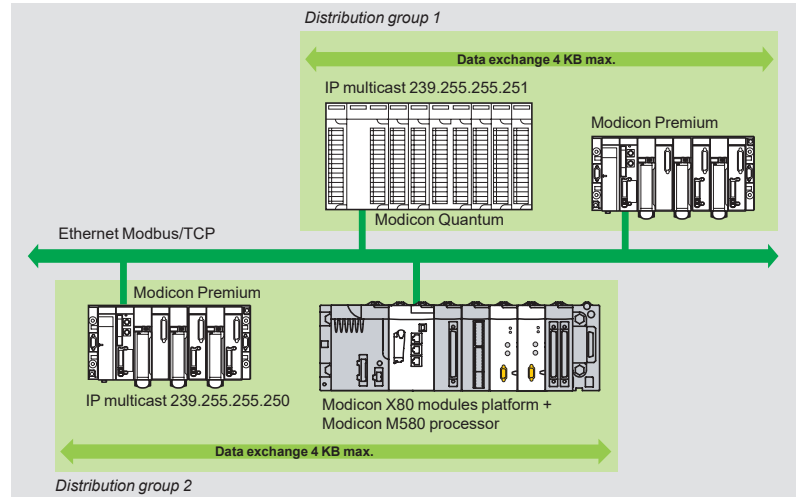 Distribution group 1
Data exchange 4 KB max.
IP multicast 239.255.255.251
Modicon Premium
Modicon Quantum
Ethernet Modbus/TCP
Modicon Premium
IP multicast 239.255.255.250
Modicon X80 modules platform +
Modicon M580 processor
Data exchange 4 KB max.
Distribution group 2